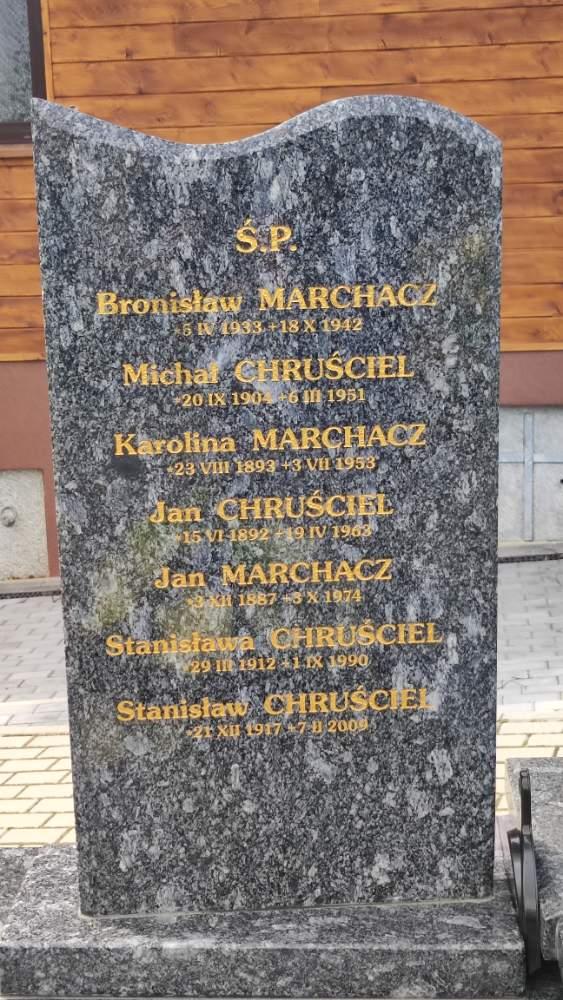 Ś.P.
Bronisław MARCHACZ
*5 IV 1933 +18 X 1942
Michał CHRUŚCIEL
*20 IX 1904 +6 III 1951
Karolina MARCHACZ
*23 VIII 1893 +3 VII 1953
Jan CHRUŚCIEL
*15 VI 1892 +19 IV 1963
Jan MARCHACZ
*3 XII 1887 +3 X 1974
Stanisława CHRUŚCIEL
*29 III 1912 +1 IX 1990
Stanisław CHRUŚCIEL
*21 XII 1917 +7 II 2009